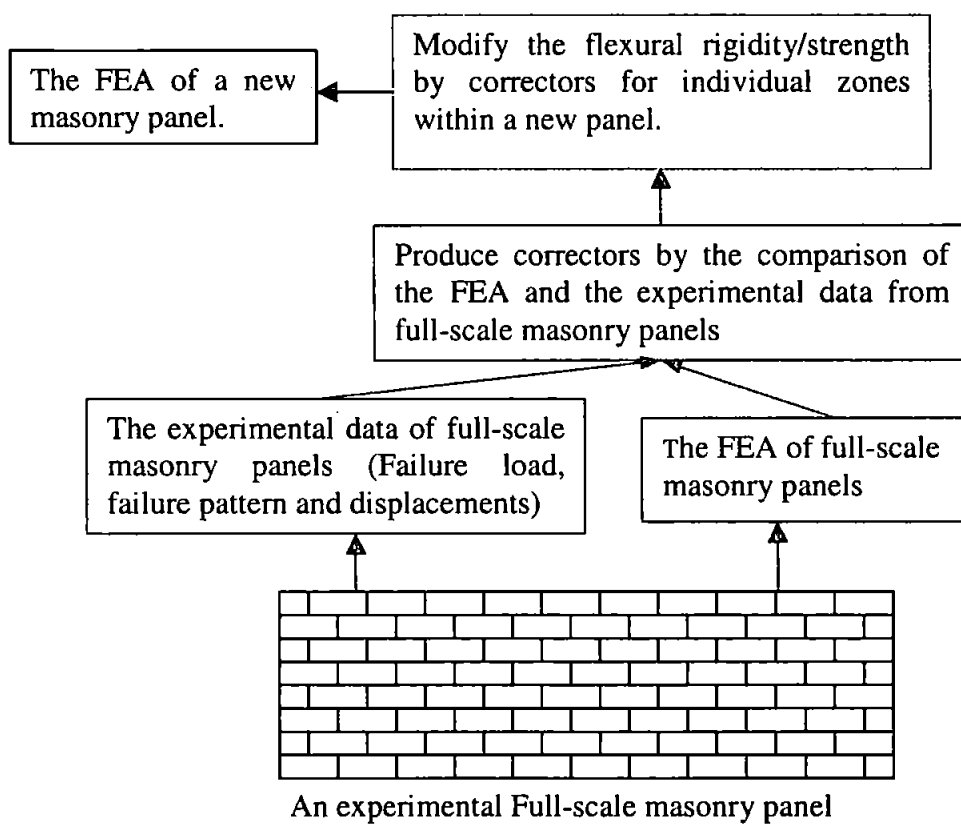 The FEA of a new
masonry panel.
Modify the flexural rigidity/strength
by correctors for individual zones
within a new panel.
Produce correctors by the comparison of
the FEA and the experimental data from
full-scale masonry panels
The experimental data of full-scale
masonry panels (Failure load,
failure pattern and displacements)
The FEA of full-scale
masonry panels
An experimental Full-scale masonry panel